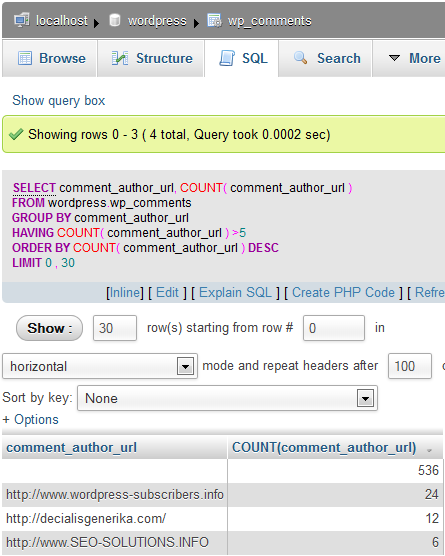 localhost wordpress wp_comments
Browse Structure SQL Search More
Show query box
Showing rows 0 - 3 ( 4 total, Query took 0.0002 sec)
SELECT comment_author_url, COUNT( comment_author_url )
FROM wordpress.wp_comments
GROUP BY comment_author_url
HAVING COUNT( comment_author_url ) >5
ORDER BY COUNT( comment_author_url ) DESC
LIMIT 0 , 30
[Inline] [ Edit ] [ Explain SQL ] [ Create PHP Code ] [ Refre
Show : 30 row(s) starting from row # 0 in
horizontal mode and repeat headers after 100
Sort by key: None
+ Options
comment_author_url COUNT(comment_author_url)
536
http://www.wordpress-subscribers.info 24
http://decialisgenerika.com/ 12
http://www.SEO-SOLUTIONS.INFO 6